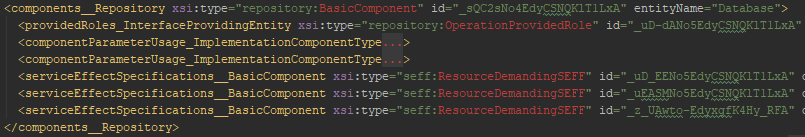 <components__Repository xsi:type="repository:BasicComponent" id="_sQC2sNo4EdyCSNQKlTlLxA" entityName="Database">
<providedRoles_InterfaceProvidingEntity xsi:type="repository:OperationProvidedRole" id="_uD-dANo5EdyCSNQKlTlLxA"
<componentParameterUsage_ImplementationComponentType...>
<componentParameterUsage_ImplementationComponentType...>
<serviceEffectSpecifications__BasicComponent xsi:type="seff:ResourceDemandingSEFF" id="_uD_EENo5EdyCSNQKlTlLxA"
<serviceEffectSpecifications__BasicComponent xsi:type="seff:ResourceDemandingSEFF" id="_uEASMNo5EdyCSNQKlTlLxA"
<serviceEffectSpecifications__BasicComponent xsi:type="seff:ResourceDemandingSEFF" id="_z_UAwto-EdyxgfK4Hy_RFA"
</components__Repository>